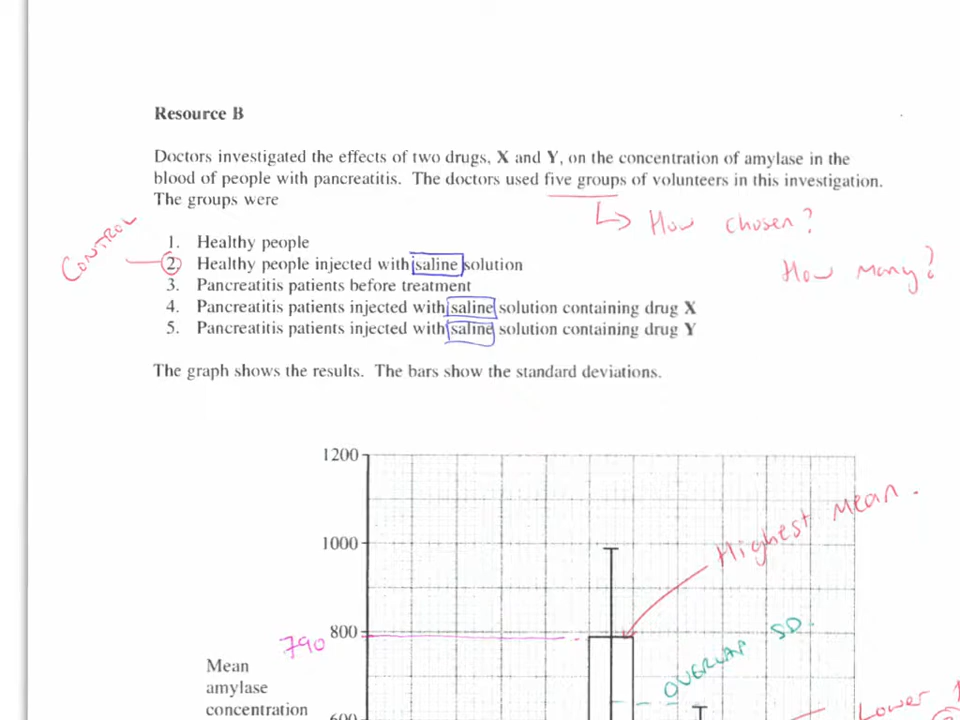 Resource B
Doctors investigated the effects of two drugs, X and Y, on the concentration of amylase in the
blood of people with pancreatitis. The doctors used five groups of volunteers in this investigation.
The groups were
How chosen?
CONTROL
1. Healthy people
2. Healthy people injected with saline solution
How many?
3. Pancreatitis patients before treatment
4. Pancreatitis patients injected with saline solution containing drug X
5. Pancreatitis patients injected with saline solution containing drug Y
The graph shows the results. The bars show the standard deviations.
1200
Highest Mean.
1000
800
790
OVERLAP SD.
Mean
amylase
concentration
600
Lower